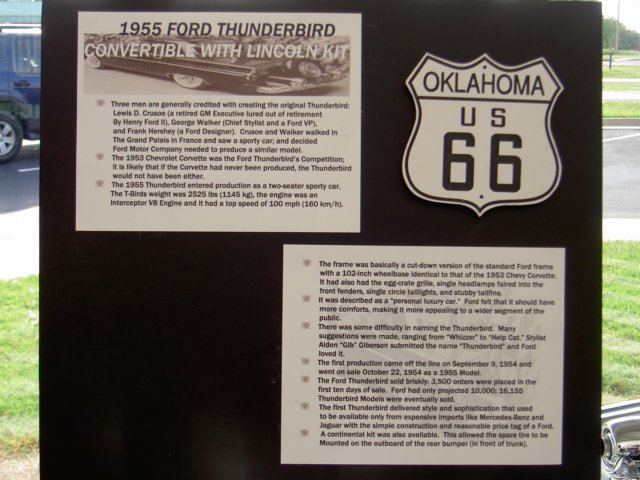 1955 FORD THUNDERBIRD
CONVERTIBLE WITH LINCOLN KIT
Three men are generally credited with creating the original Thunderbird:
Lewis D. Crusoe (a retired GM Executive lured out of retirement
By Henry Ford II), George Walker (Chief Stylist and a Ford VP),
and Frank Hershey (a Ford Designer). Crusoe and Walker walked in
The Grand Palais in France and saw a sports car; and decided
Ford Motor Company needed to produce a similar model.
The 1953 Chevrolet Corvette was the Ford Thunderbird's Competition;
it is likely that if the Corvette had never been produced, the Thunderbird
would not have been either.
The 1955 Thunderbird entered production as a two-seater sporty car.
The T-Birds weight was 2525 lbs (1145 kg), the engine was an
Interceptor V8 Engine and it had a top speed of 100 mph (160 km/h).
OKLAHOMA
US
66
The frame was basically a cut-down version of the standard Ford frame
with a 102-inch wheelbase identical to that of the 1953 Chevy Corvette.
It had also had the egg-crate grille, single headlamps faired into the
front fenders, single circle taillights, and stubby tailfins.
It was described as a "personal luxury car." Ford felt that it should have
more comforts, making it more appealing to a wider segment of the
public.
There was some difficulty in naming the Thunderbird. Many
suggestions were made, ranging from "Whizzer" to "Help Cat." Stylist
Alden "Gib" Giberson submitted the name "Thunderbird" and Ford
loved it.
The first production came off the line on September 9, 1954 and
went on sale October 22, 1954 as a 1955 Model.
The Ford Thunderbird sold briskly: 3,500 orders were placed in the
first ten days of sale. Ford had only projected 10,000; 16,155
Thunderbird Models were eventually sold.
The first Thunderbird delivered style and sophistication that used
to be available only from expensive imports like Mercedes-Benz and
Jaguar with the simple construction and reasonable price tag of a Ford.
A continental kit was also available. This allowed the spare tire to be
Mounted on the outboard of the rear bumper (in front of trunk).